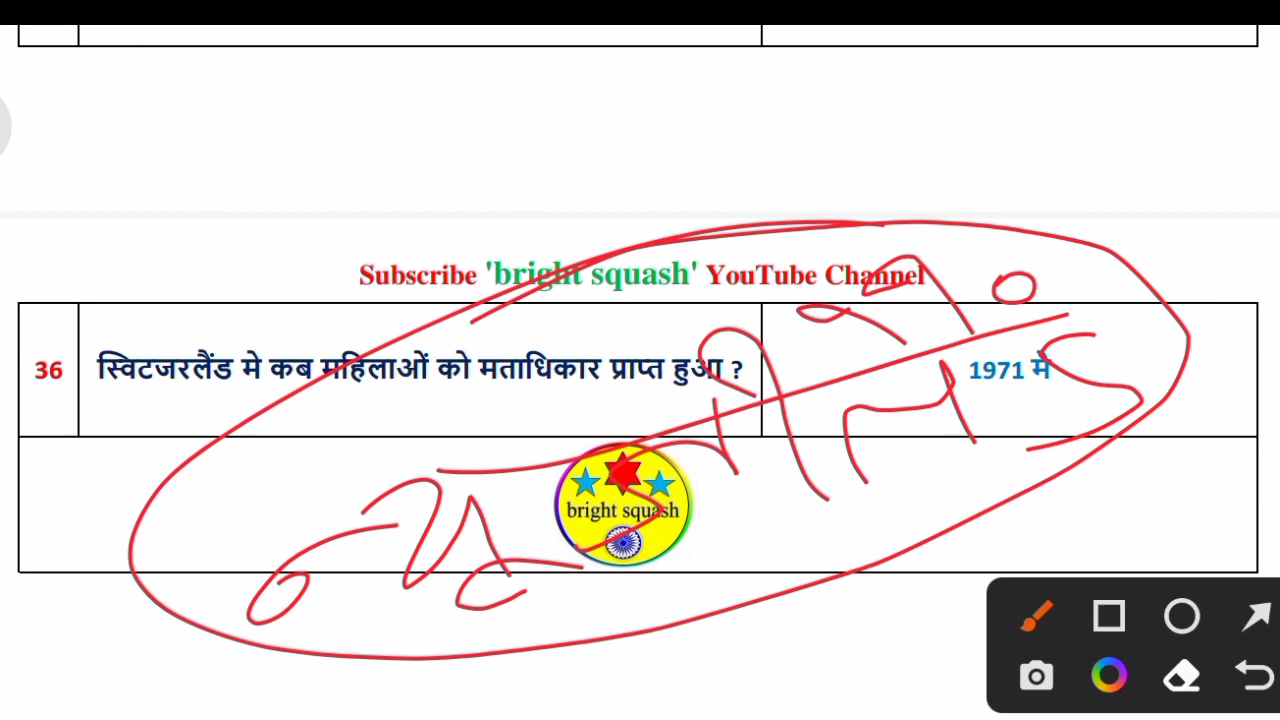 Subscribe 'bright squash' YouTube Channel
36 स्विटजरलैंड मे कब महिलाओं को मताधिकार प्राप्त हुआ ? 1971 में
bright squash